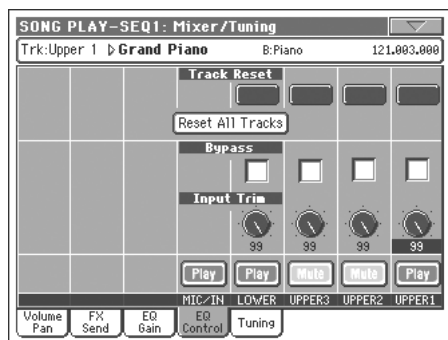 SONG PLAY-SEQ1: Mixer/Tuning
Trk:Upper 1 Grand Piano B:Piano 121.003.000
Track Reset
Reset All Tracks
Bypass
Input Trim
99 99 99 99
Play Play Mute Mute Play
MIC/IN LOWER UPPER3 UPPER2 UPPER1
Volume Pan FX Send EQ Gain EQ Control Tuning